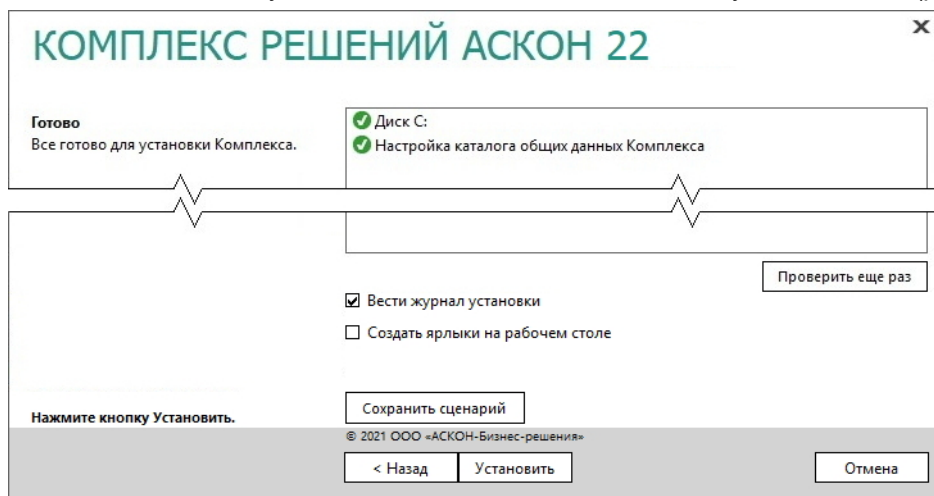 КОМПЛЕКС РЕШЕНИЙ АСКОН 22
Готово
Все готово для установки Комплекса.
Диск C:
Настройка каталога общих данных Комплекса
Проверить еще раз
Вести журнал установки
Создать ярлыки на рабочем столе
Сохранить сценарий
Нажмите кнопку Установить.
© 2021 ООО «АСКОН-Бизнес-решения»
< Назад
Установить
Отмена